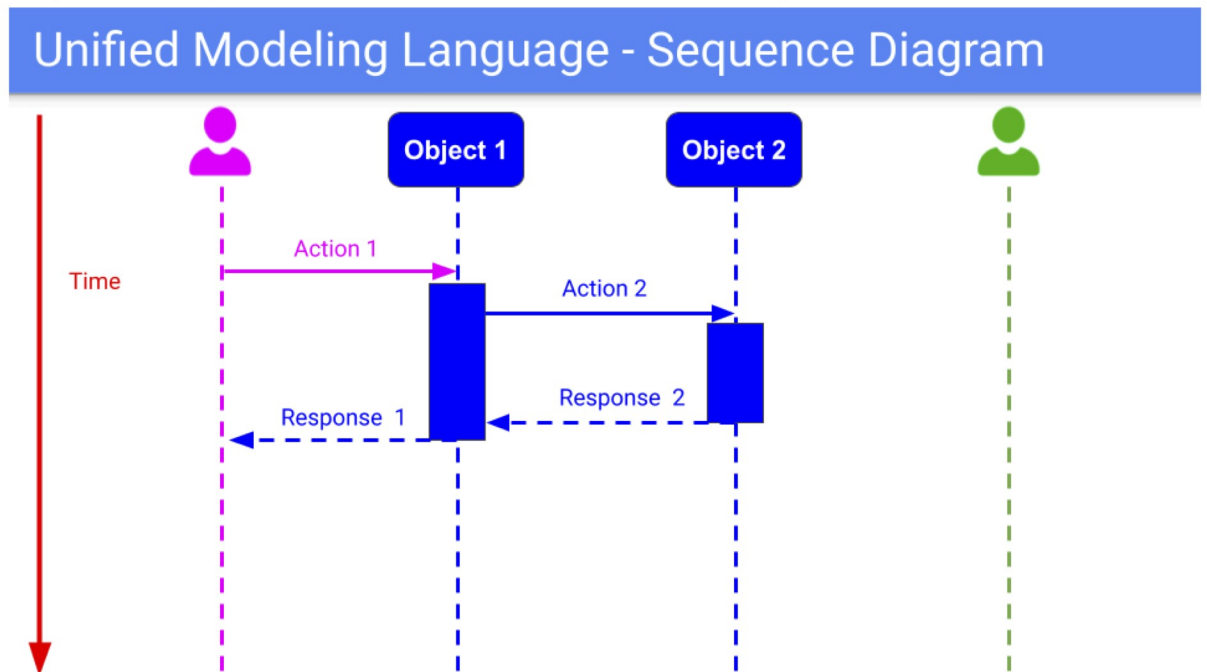 Unified Modeling Language - Sequence Diagram
Object 1
Object 2
Action 1
Time
Action 2
Response 2
Response 1